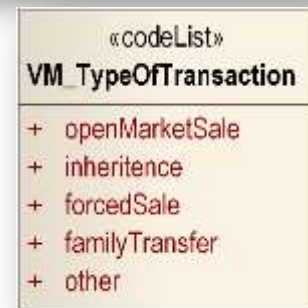 «codeList»
VM_TypeOfTransaction
+ openMarketSale
+ inheritence
+ forcedSale
+ familyTransfer
+ other